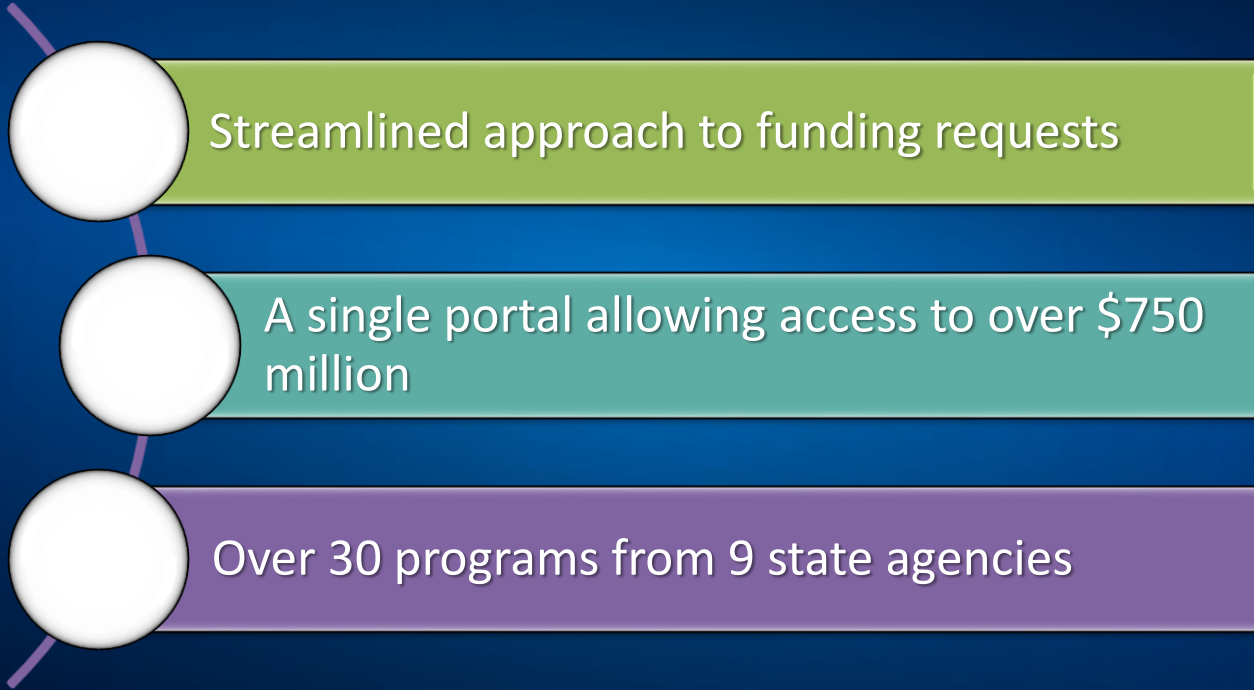 Streamlined approach to funding requests
A single portal allowing access to over $750
million
Over 30 programs from 9 state agencies